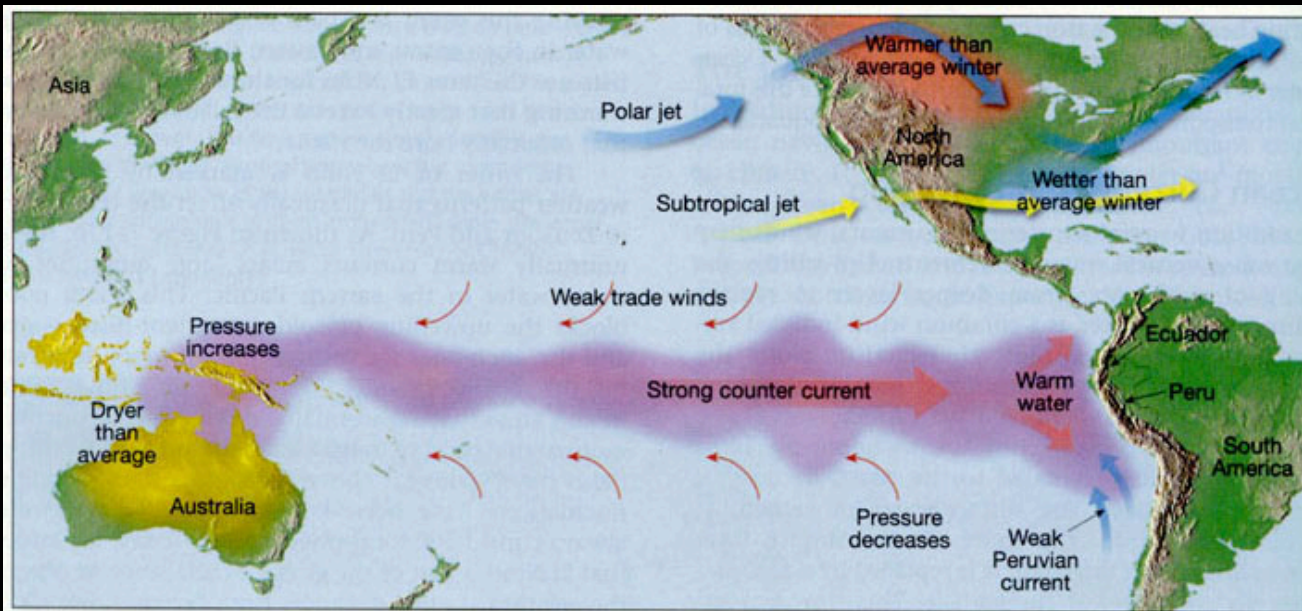 Asia
Polar jet
Warmer than
average winter
North
America
Subtropical jet
Wetter than
average winter
Weak trade winds
Pressure
increases
Ecuador
Strong counter current
Warm
water
Peru
Dryer
than
average
South
America
Australia
Pressure
decreases
Weak
Peruvian
current